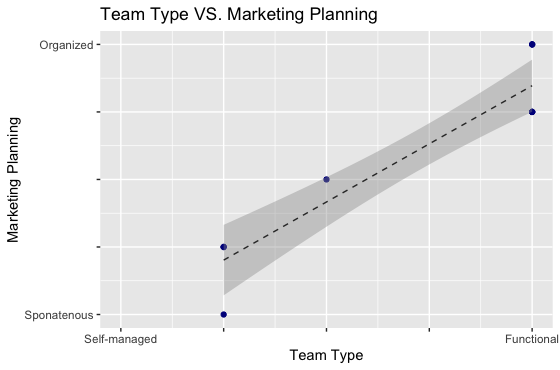 Team Type VS. Marketing Planning
Organized
Marketing Planning
Sponatenous
Self-managed
Functional
Team Type